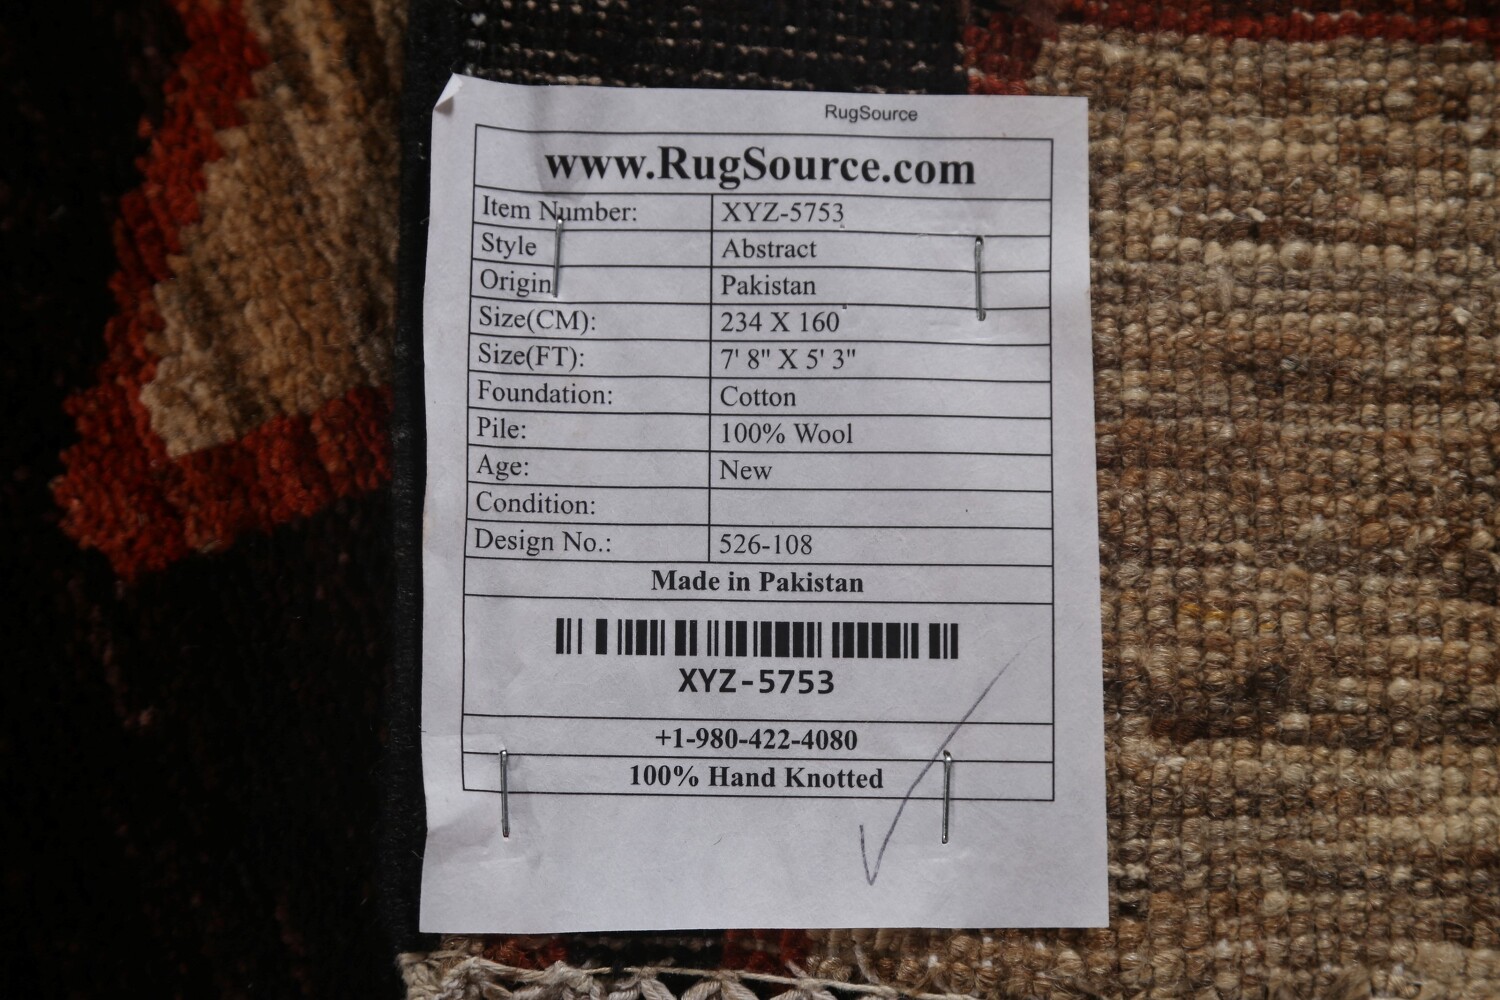 RugSource
www.RugSource.com
Item Number: XYZ-5753
Style Abstract
Origin Pakistan
Size(CM): 234 X 160
Size(FT): 7' 8" X 5' 3"
Foundation: Cotton
Pile: 100% Wool
Age: New
Condition:
Design No.: 526-108
Made in Pakistan
XYZ-5753
+1-980-422-4080
100% Hand Knotted